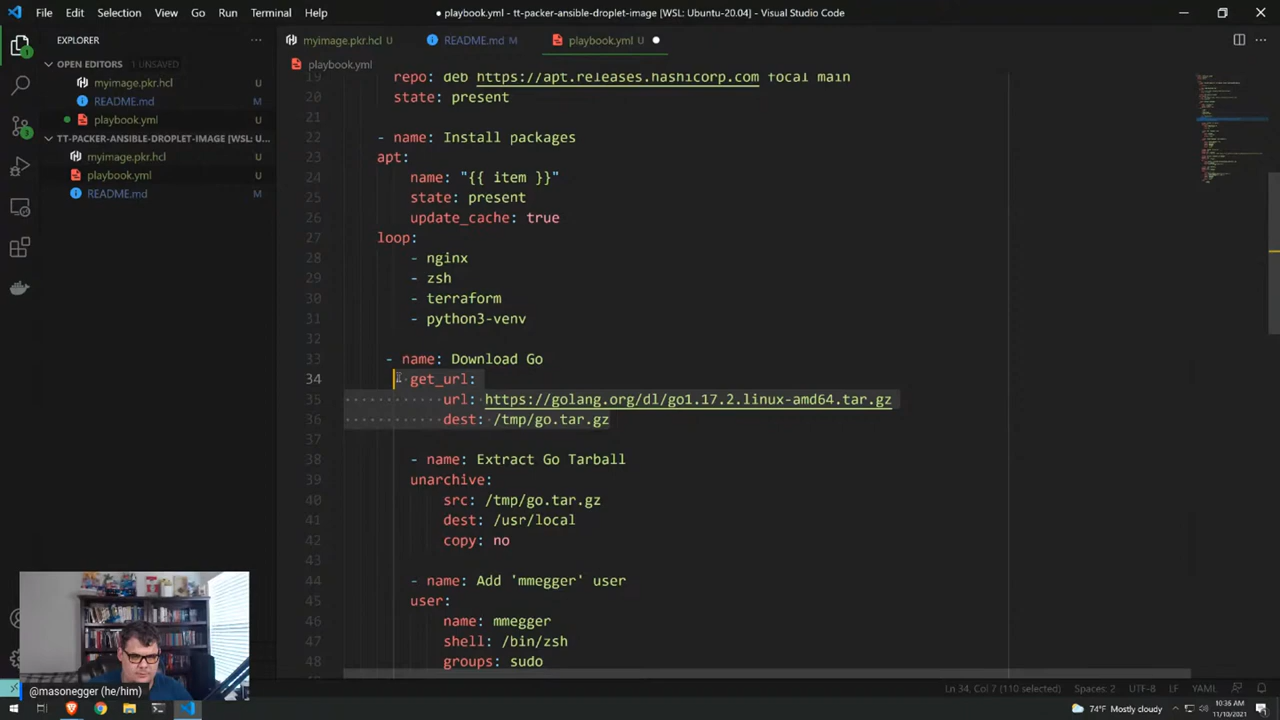 File Edit Selection View Go Run Terminal Help
● playbook.yml - tt-packer-ansible-droplet-image [WSL: Ubuntu-20.04] - Visual Studio Code
EXPLORER ···
OPEN EDITORS 1 UNSAVED
myimage.pkr.hcl U
README.md M
playbook.yml U
TT-PACKER-ANSIBLE-DROPLET-IMAGE [WSL: U...
myimage.pkr.hcl U
playbook.yml U
README.md M
myimage.pkr.hcl U README.md M playbook.yml U ●
playbook.yml
19 repo: deb https://apt.releases.hashicorp.com focal main
20 state: present
21
22 - name: Install packages
23 apt:
24 name: "{{ item }}"
25 state: present
26 update_cache: true
27 loop:
28 - nginx
29 - zsh
30 - terraform
31 - python3-venv
32
33 - name: Download Go
34 get_url:
35 url: https://golang.org/dl/go1.17.2.linux-amd64.tar.gz
36 dest: /tmp/go.tar.gz
38 - name: Extract Go Tarball
39 unarchive:
40 src: /tmp/go.tar.gz
41 dest: /usr/local
42 copy: no
43
44 - name: Add 'mmegger' user
45 user:
46 name: mmegger
47 shell: /bin/zsh
48 groups: sudo
@masonegger (he/him)
Ln 34, Col 7 (110 selected) Spaces: 2 UTF-8 LF YAML
74°F Mostly cloudy
10:36 AM
11/10/2021